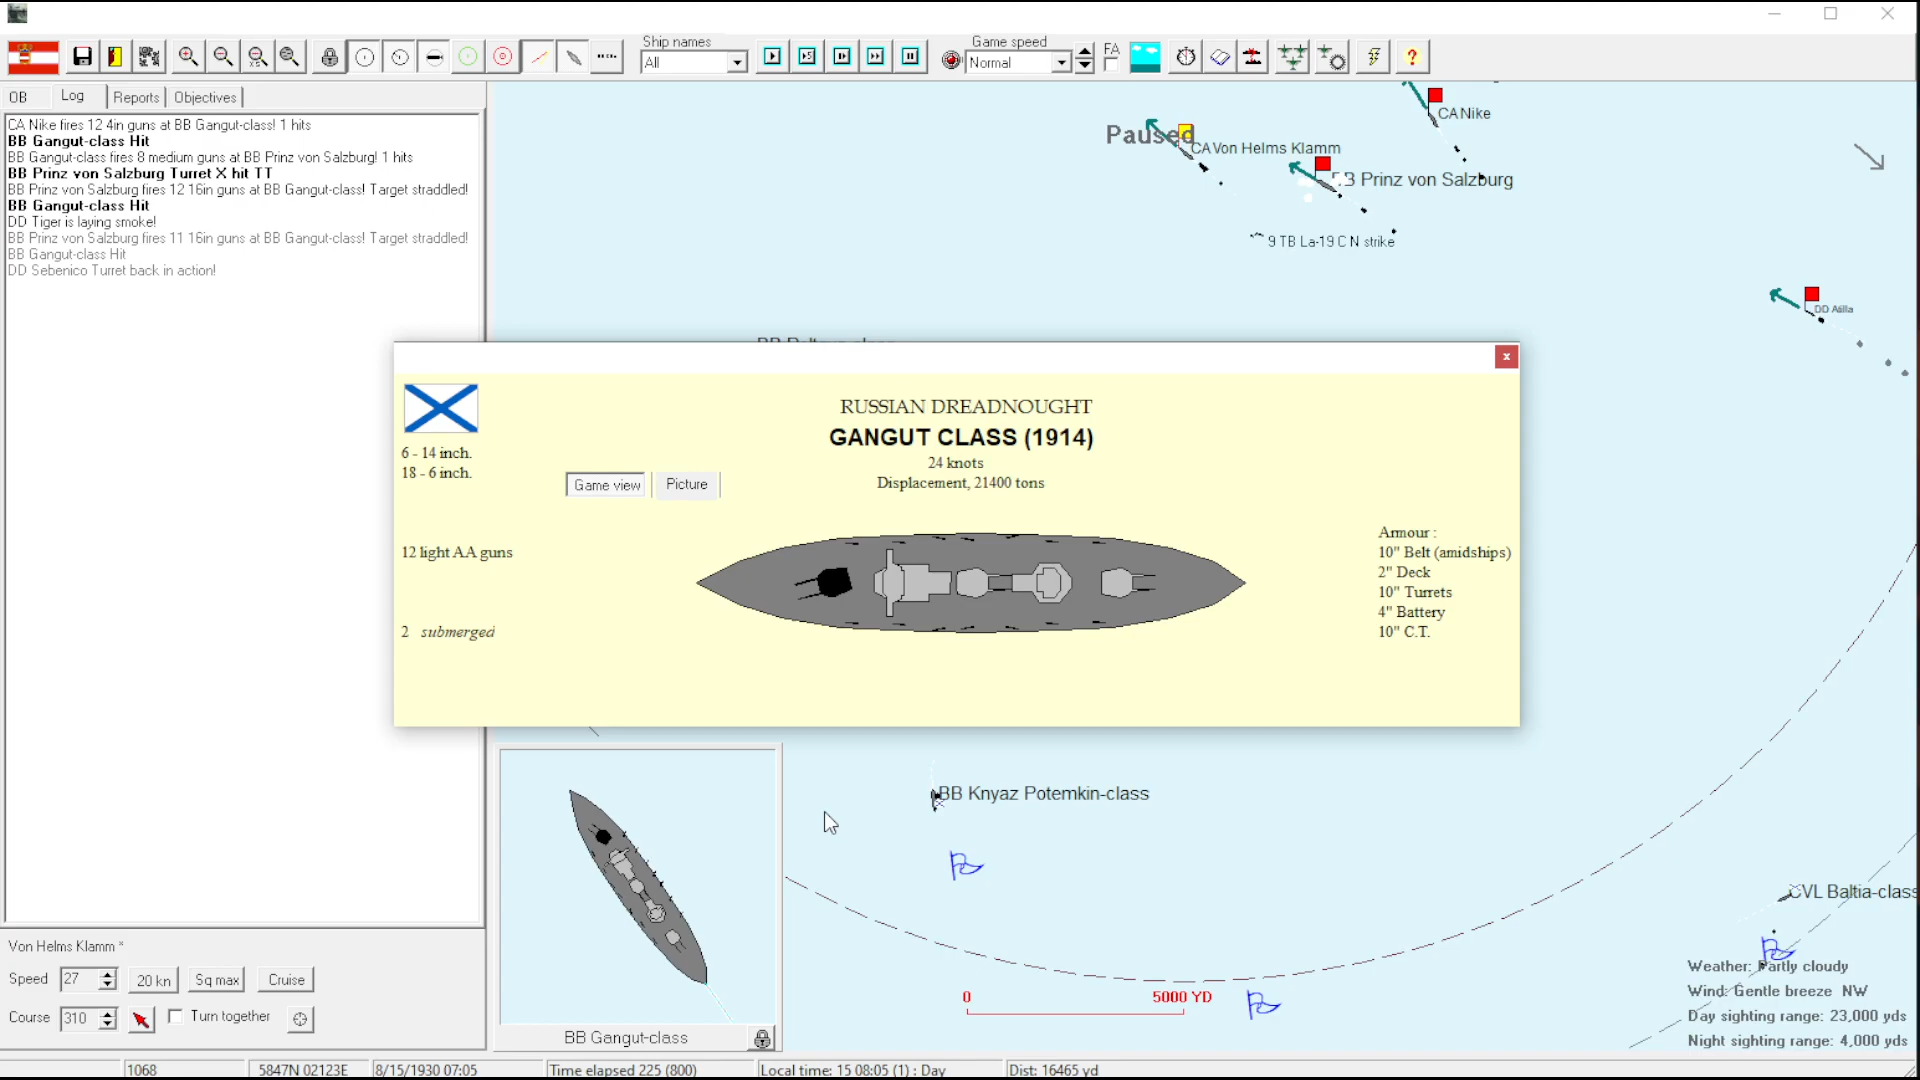 Ship names
All
Game speed
Normal
FA
OB
Log
Reports
Objectives
CA Nike fires 12 4in guns at BB Gangut-class! 1 hits
BB Gangut-class Hit
BB Gangut-class fires 8 medium guns at BB Prinz von Salzburg! 1 hits
BB Prinz von Salzburg Turret X hit TT
BB Prinz von Salzburg fires 12 16in guns at BB Gangut-class! Target straddled!
BB Gangut-class Hit
DD Tiger is laying smoke!
BB Prinz von Salzburg fires 11 16in guns at BB Gangut-class! Target straddled!
BB Gangut-class Hit
DD Sebenico Turret back in action!
Paused
CA Nike
CA Von Helms Klamm
BB Prinz von Salzburg
9 TB La-19 C N strike
DD Atilla
6 - 14 inch.
18 - 6 inch.
12 light AA guns
2 submerged
RUSSIAN DREADNOUGHT
GANGUT CLASS (1914)
24 knots
Displacement, 21400 tons
Game view
Picture
Armour :
10" Belt (amidships)
2" Deck
10" Turrets
4" Battery
10" C.T.
BB Knyaz Potemkin-class
CVL Baltia-class
0
5000 YD
Weather: Partly cloudy
Wind: Gentle breeze NW
Day sighting range: 23,000 yds
Night sighting range: 4,000 yds
BB Gangut-class
Von Helms Klamm *
Speed
27
20 kn
Sq max
Cruise
Course
310
Turn together
1068
5847N 02123E
8/15/1930 07:05
Time elapsed 225 (800)
Local time: 15 08:05 (1) : Day
Dist: 16465 yd